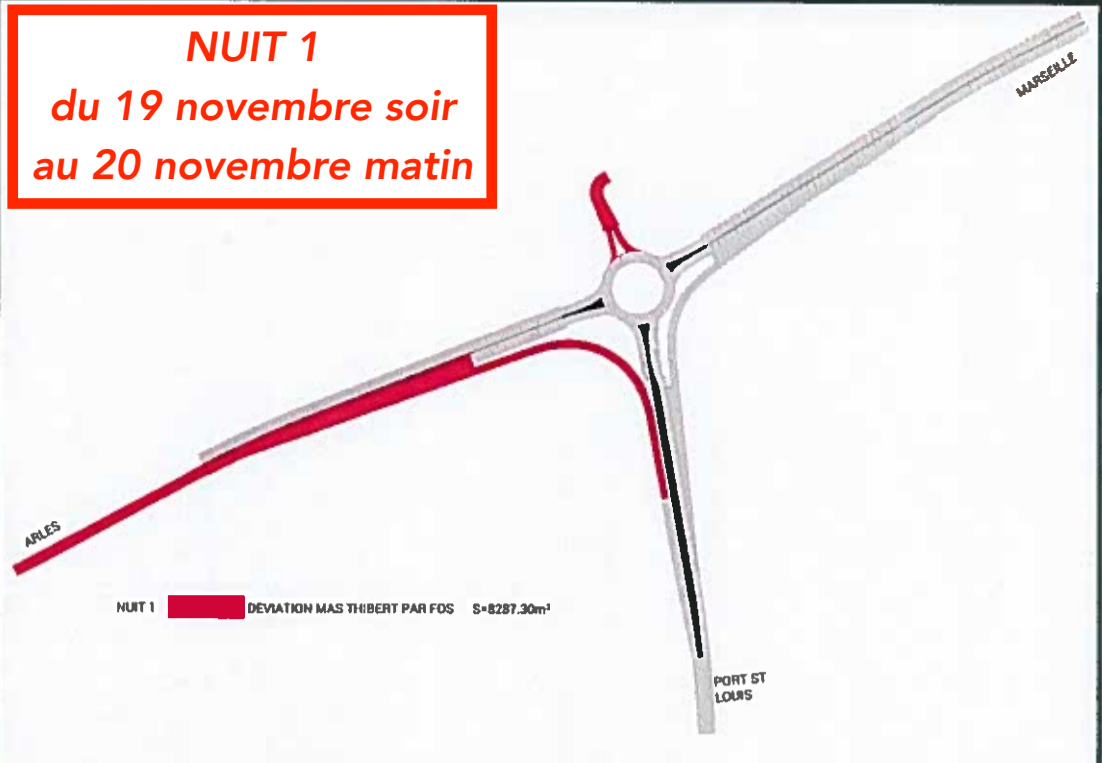 NUIT 1
du 19 novembre soir
au 20 novembre matin
MARSEILLE
ARLES
NUIT 1 DEVIATION MAS THIBERT PAR FOS S=8287.30m²
PORT ST
LOUIS